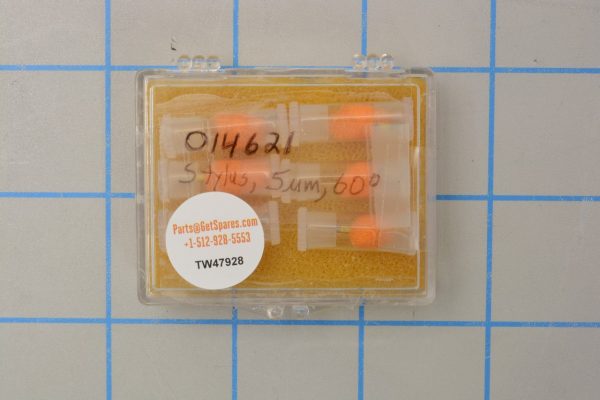 014621
Stylus, 5um, 60°
Parts@GetSpares.com
+1-512-928-5553
TW47928